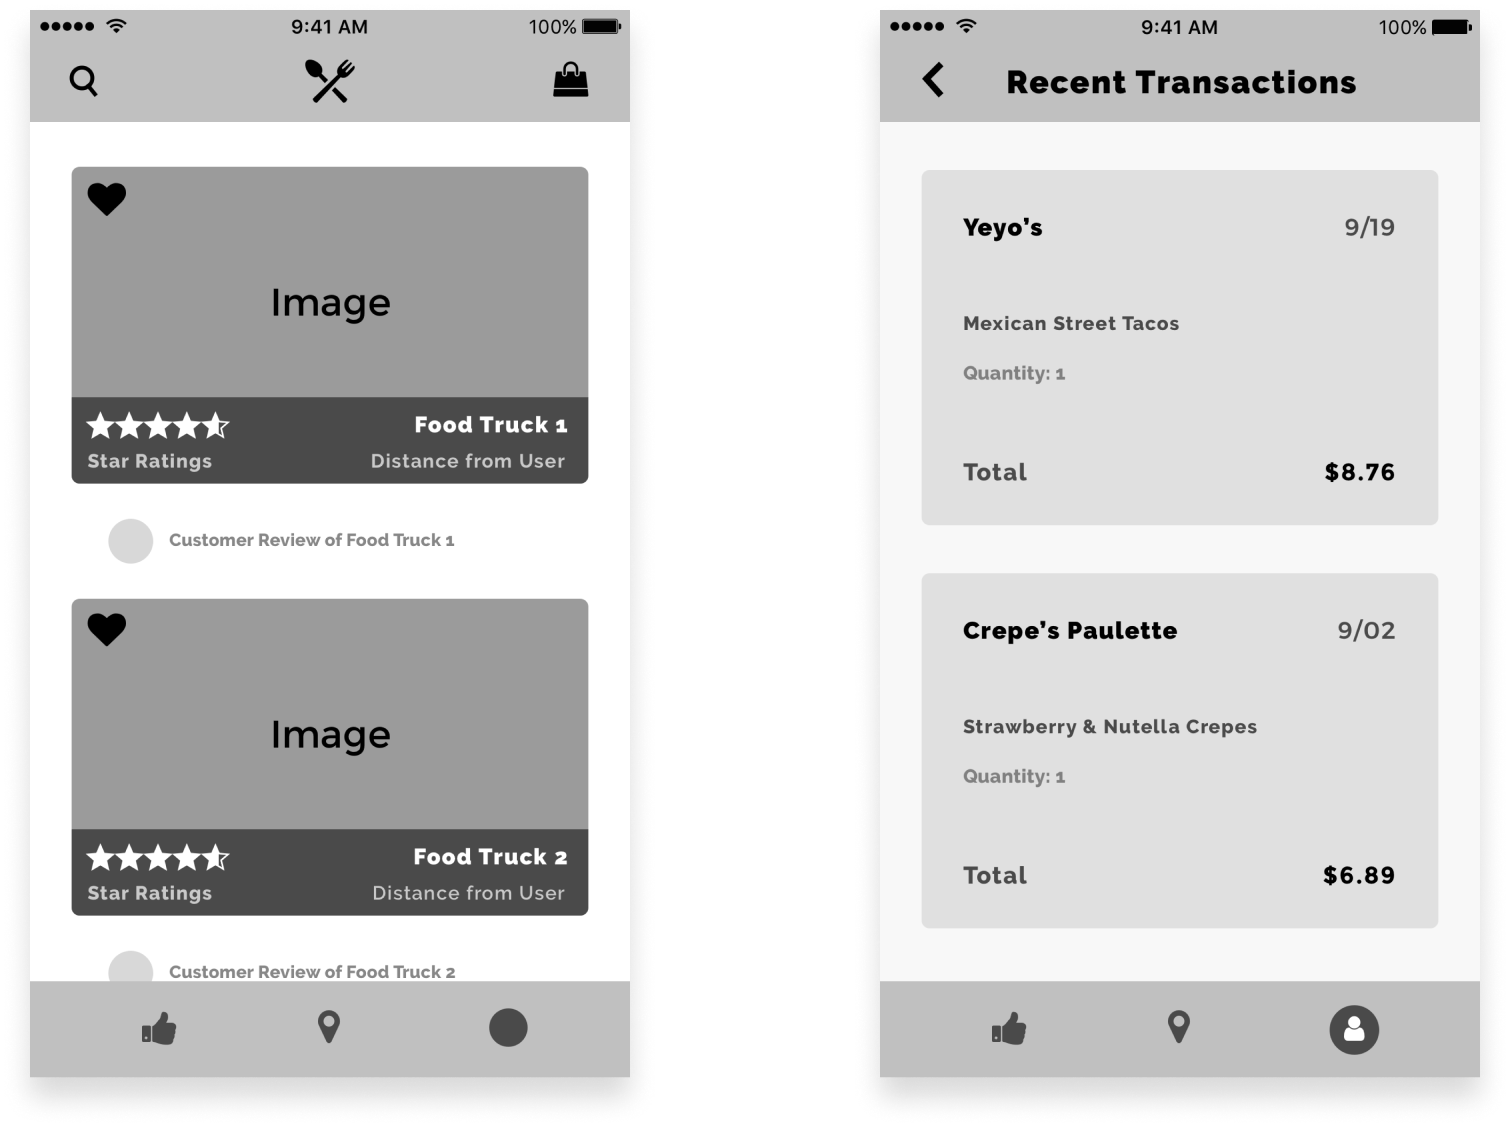 9:41 AM
100%
Image
Food Truck 1
Star Ratings
Distance from User
Customer Review of Food Truck 1
Image
Food Truck 2
Star Ratings
Distance from User
Customer Review of Food Truck 2
9:41 AM
100%
Recent Transactions
Yeyo’s
9/19
Mexican Street Tacos
Quantity: 1
Total
$8.76
Crepe’s Paulette
9/02
Strawberry & Nutella Crepes
Quantity: 1
Total
$6.89